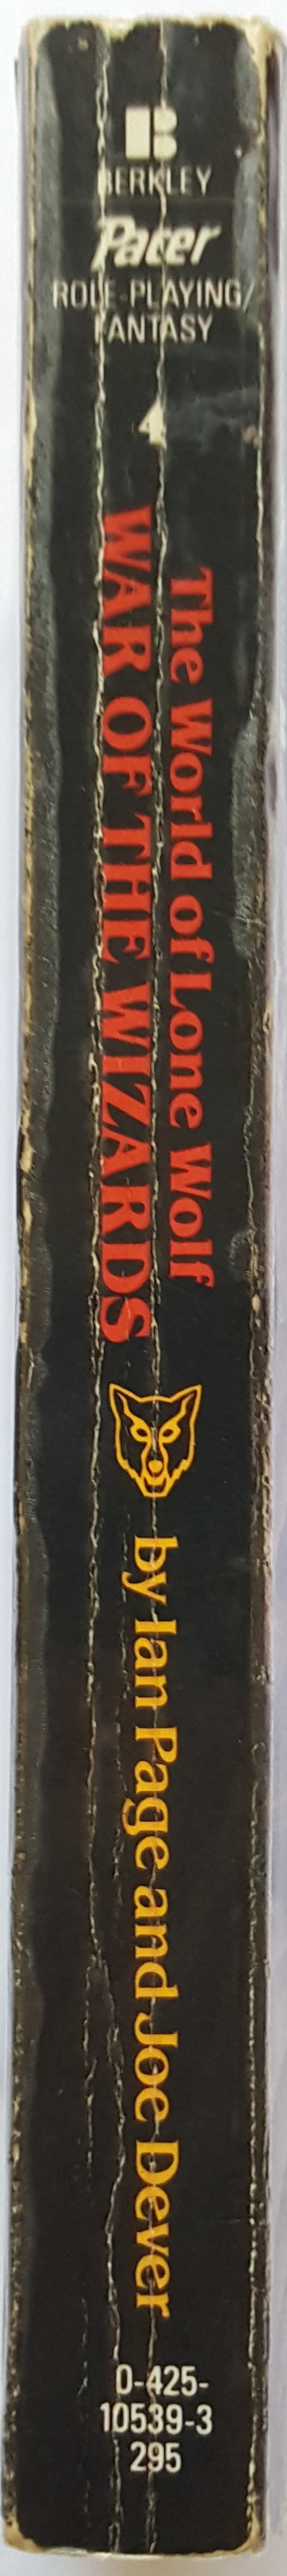 B
BERKLEY
Pacer
ROLE-PLAYING/
FANTASY
4
The World of Lone Wolf
WAR OF THE WIZARDS
by Ian Page and Joe Dever
0-425-
10539-3
295